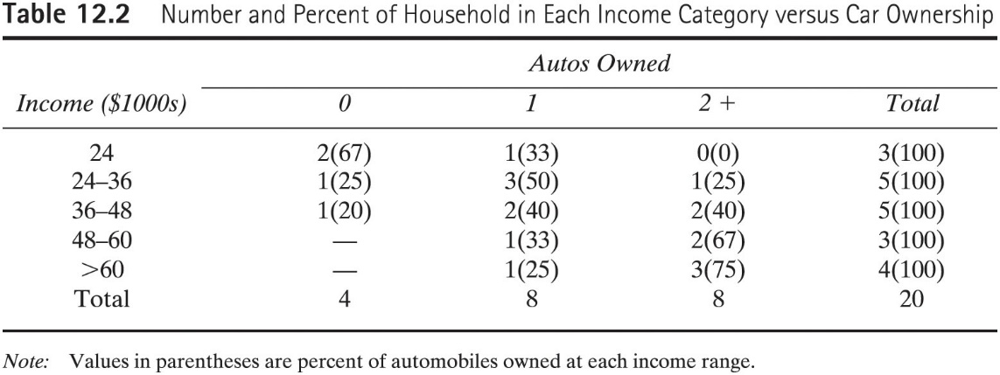 Table 12.2 Number and Percent of Household in Each Income Category versus Car Ownership
Autos Owned
Income ($1000s) 0 1 2 + Total
24 2(67) 1(33) 0(0) 3(100)
24–36 1(25) 3(50) 1(25) 5(100)
36–48 1(20) 2(40) 2(40) 5(100)
48–60 — 1(33) 2(67) 3(100)
>60 — 1(25) 3(75) 4(100)
Total 4 8 8 20
Note: Values in parentheses are percent of automobiles owned at each income range.